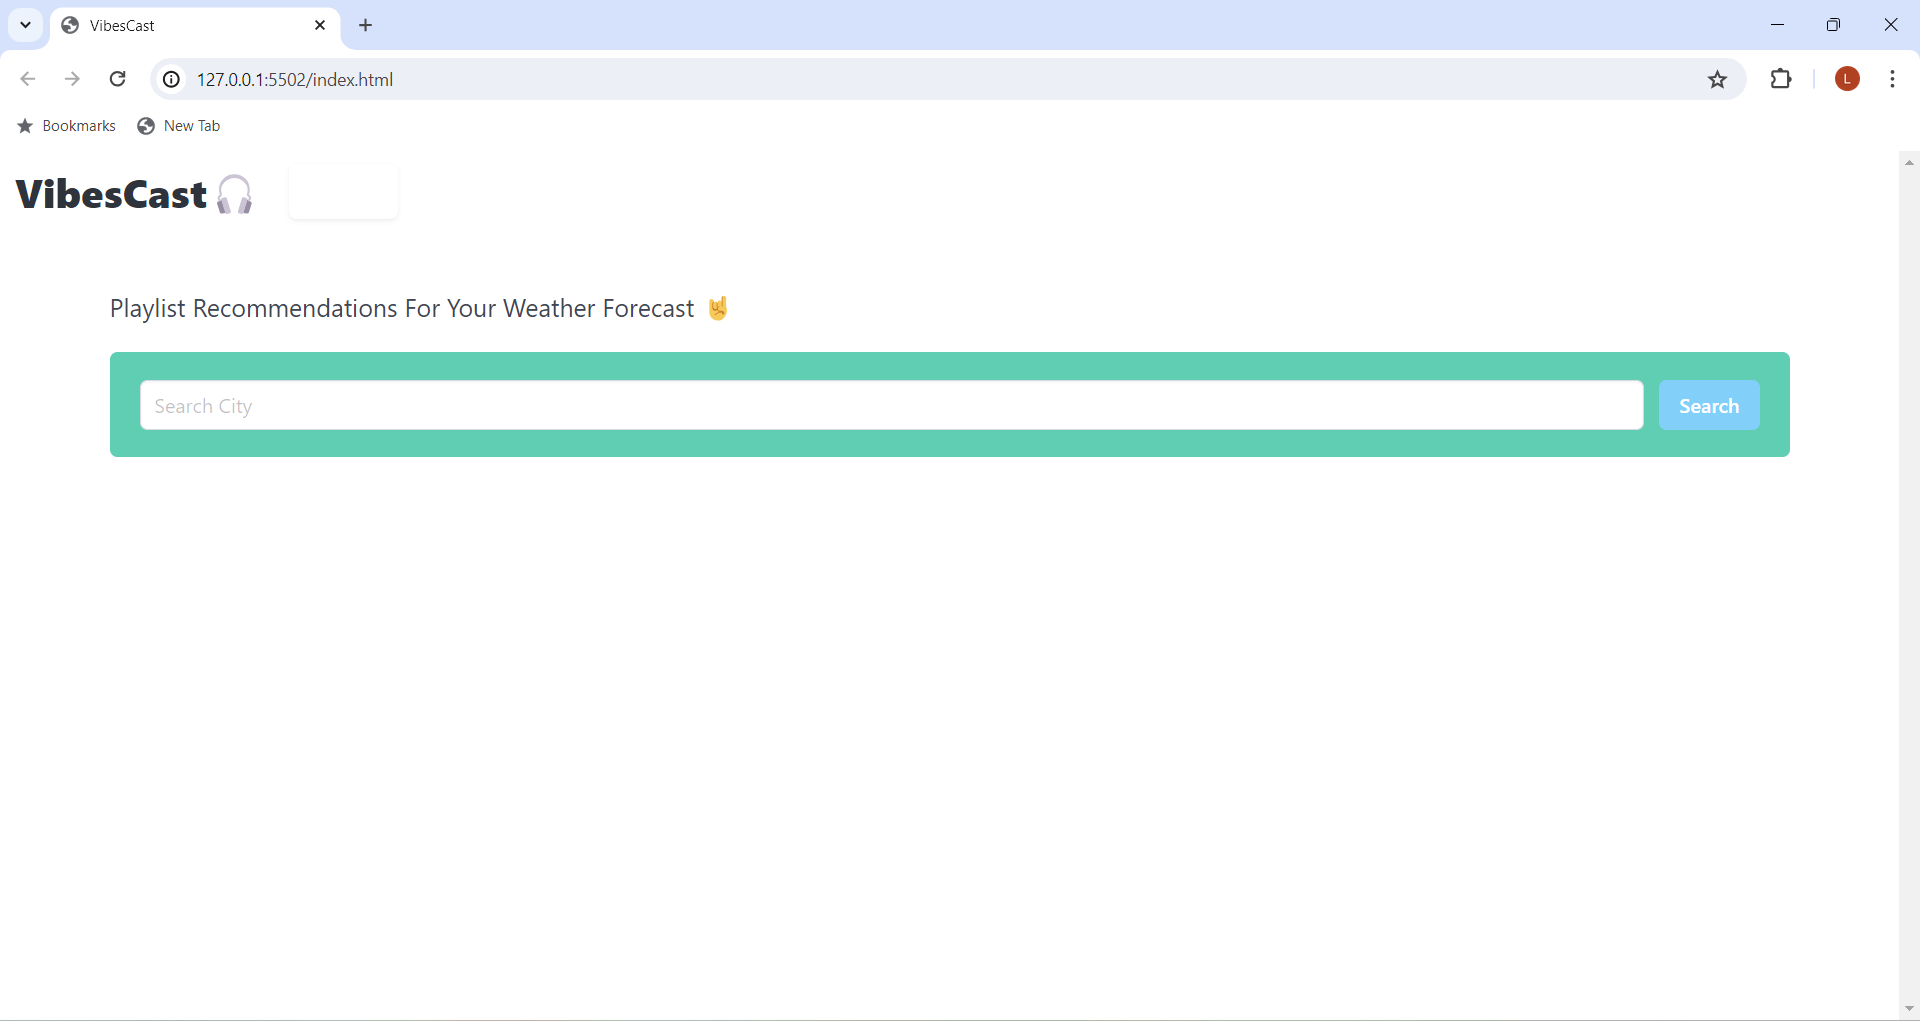 VibesCast
127.0.0.1:5502/index.html
L
Bookmarks
New Tab
VibesCast 🎧
Playlist Recommendations For Your Weather Forecast 🤘
Search City
Search